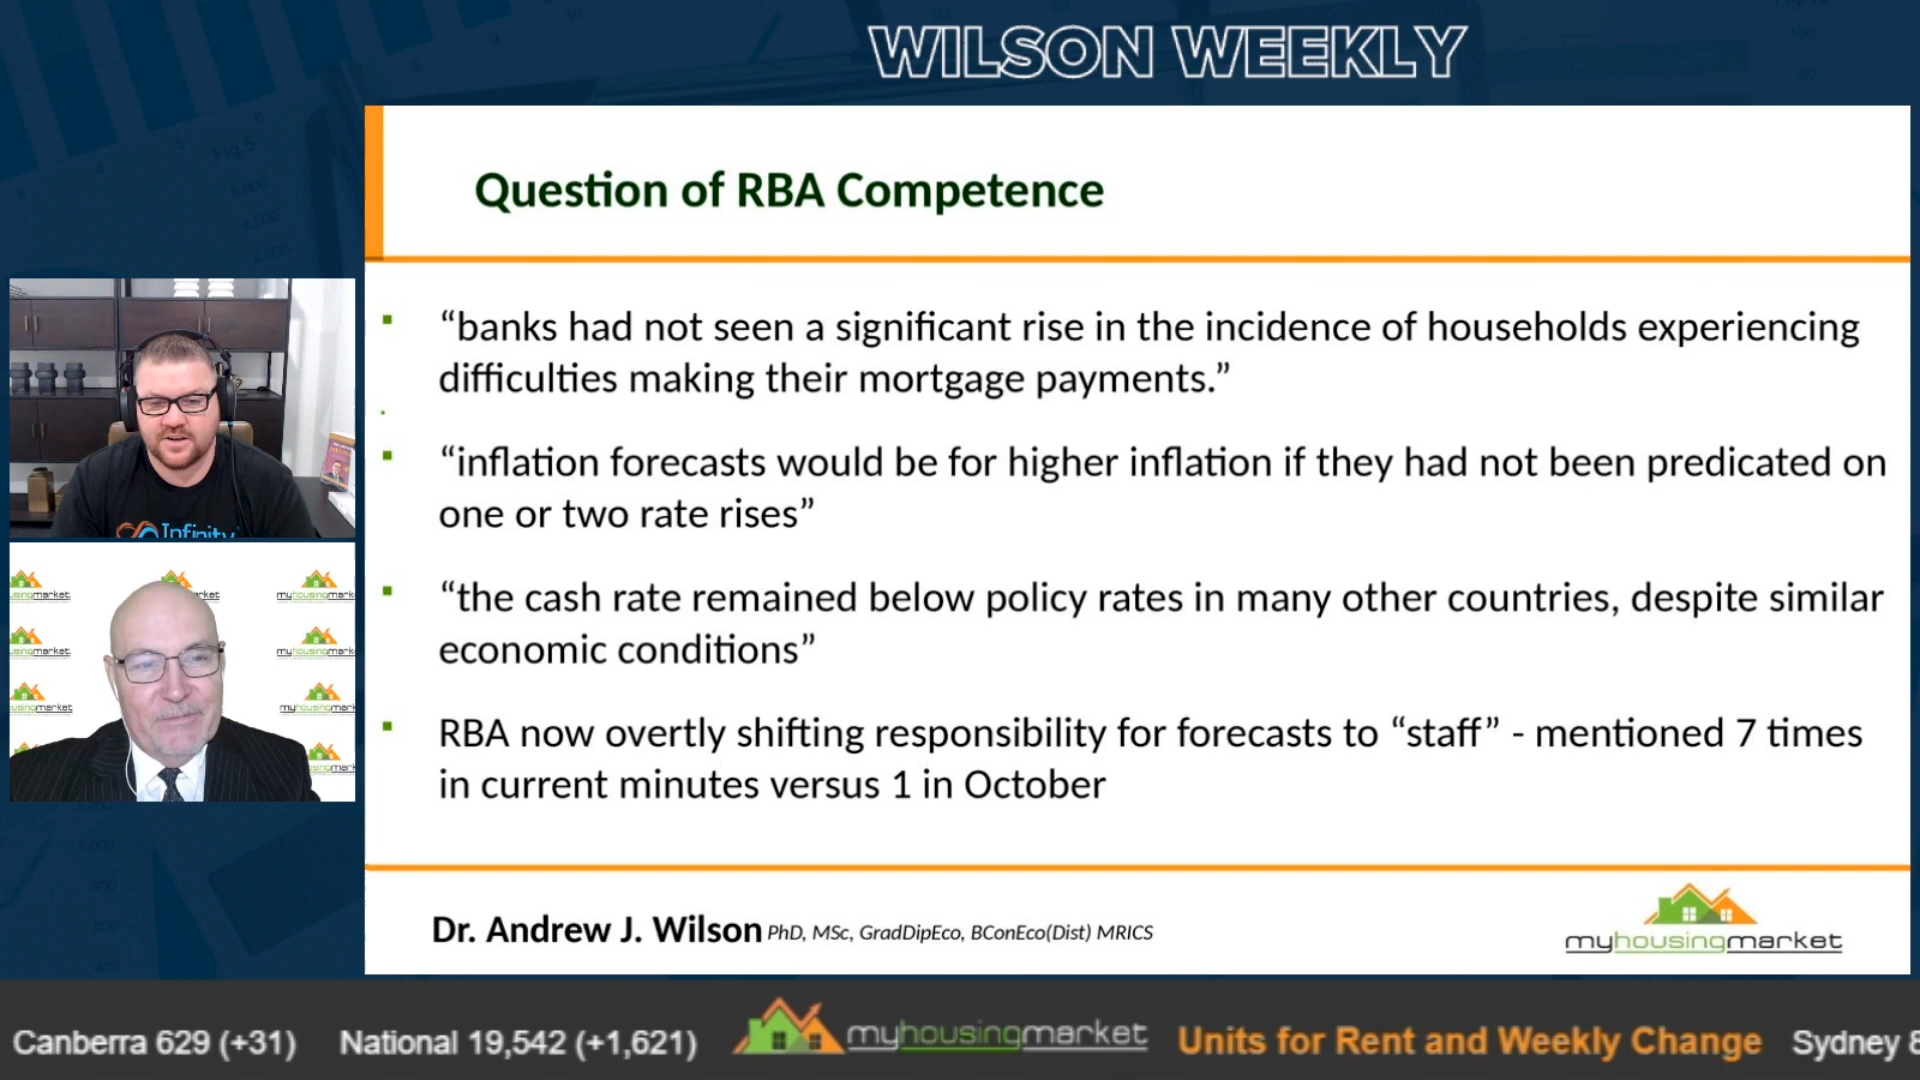 WILSON WEEKLY
Question of RBA Competence
“banks had not seen a significant rise in the incidence of households experiencing
difficulties making their mortgage payments.”
“inflation forecasts would be for higher inflation if they had not been predicated on
one or two rate rises”
“the cash rate remained below policy rates in many other countries, despite similar
economic conditions”
RBA now overtly shifting responsibility for forecasts to “staff” - mentioned 7 times
in current minutes versus 1 in October
Infinity
Dr. Andrew J. Wilson PhD, MSc, GradDipEco, BConEco(Dist) MRICS
myhousingmarket
Canberra 629 (+31) National 19,542 (+1,621) myhousingmarket Units for Rent and Weekly Change Sydney 8